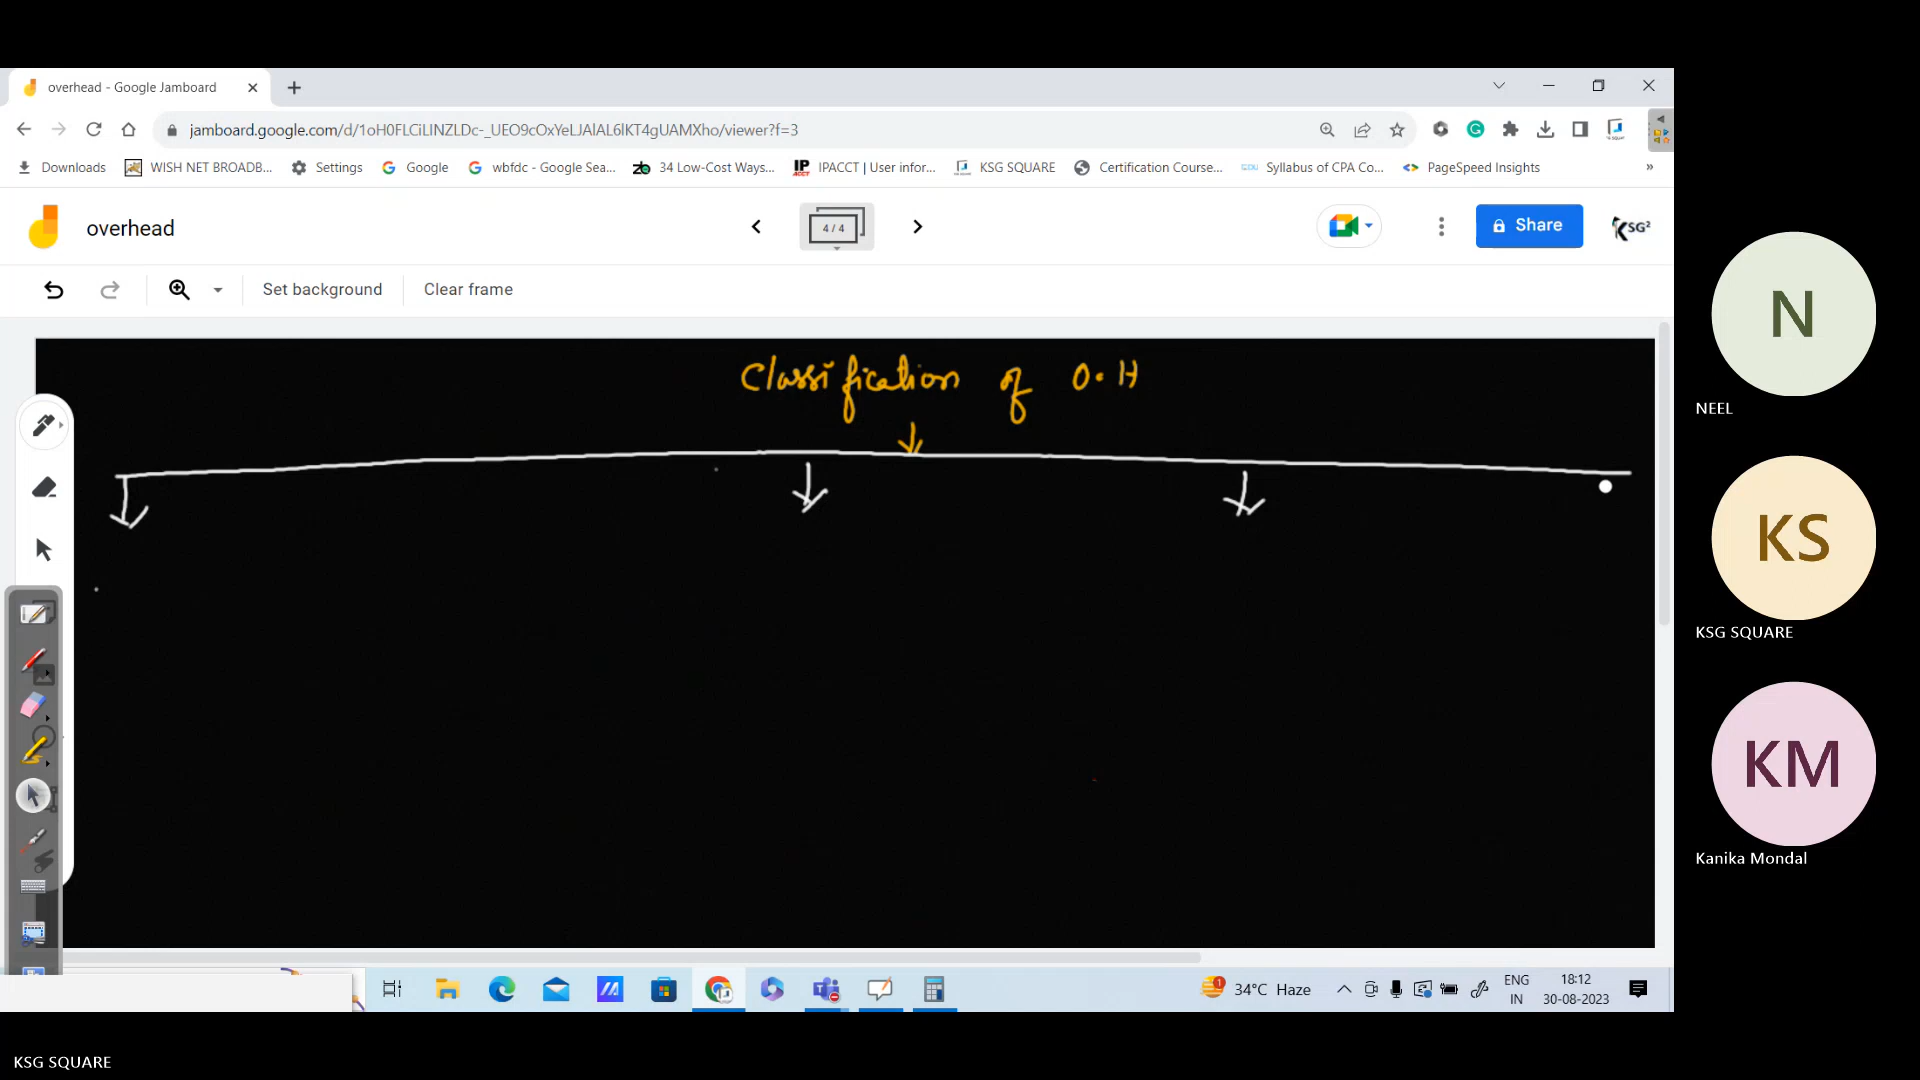 overhead - Google Jamboard
jamboard.google.com/d/1oH0FLCiLINZLDc-_UEO9cOxYeLJAlAL6lKT4gUAMXho/viewer?f=3
Downloads WISH NET BROADB... Settings Google wbfdc - Google Sea... 34 Low-Cost Ways... IPACCT | User infor... KSG SQUARE Certification Course... Syllabus of CPA Co... PageSpeed Insights »
overhead 4 / 4 Share KSG²
Set background Clear frame
Classification of O.H
N
NEEL
KS
KSG SQUARE
KM
Kanika Mondal
34°C Haze ENG IN 18:12 30-08-2023
KSG SQUARE